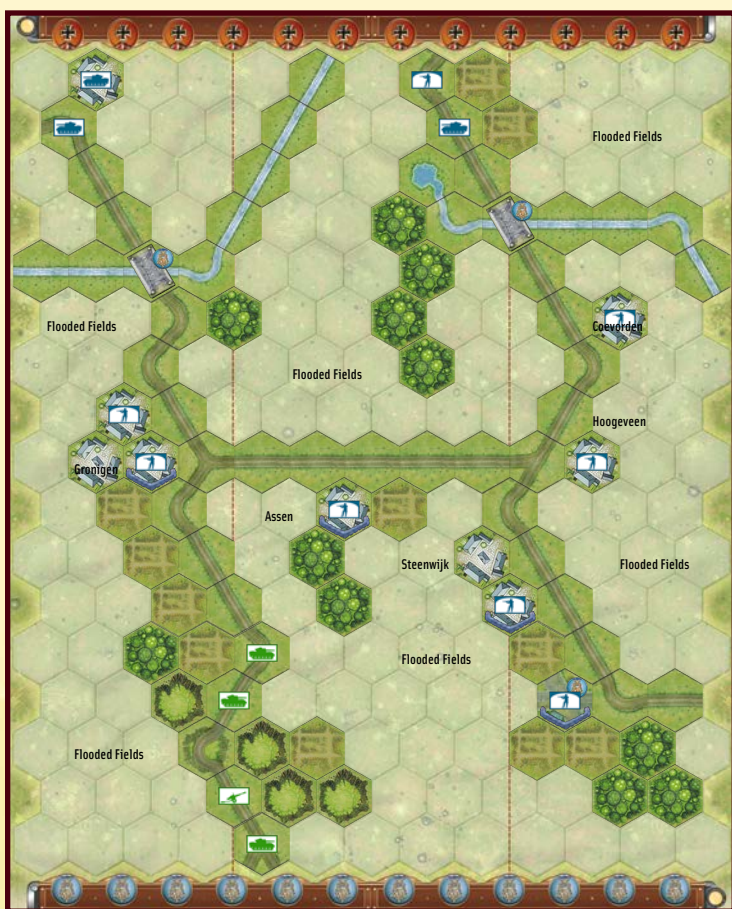 Flooded Fields
Flooded Fields
Coevorden
Flooded Fields
Hoogeveen
Gronigen
Assen
Steenwijk
Flooded Fields
Flooded Fields
Flooded Fields